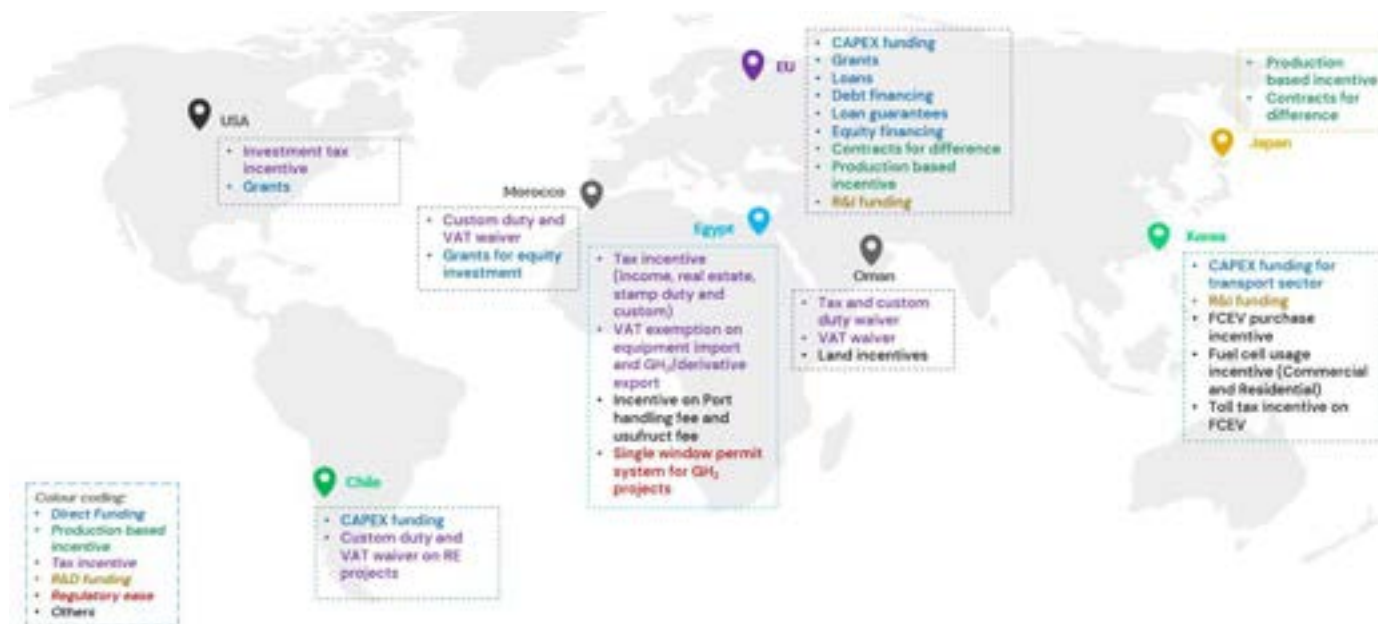 USA
• Investment tax
incentive
• Grants
Morocco
• Custom duty and
VAT waiver
• Grants for equity
investment
EU
• CAPEX funding
• Grants
• Loans
• Debt financing
• Loan guarantees
• Equity financing
• Contracts for difference
• Production based
incentive
• R&I funding
• Production
based incentive
• Contracts for
difference
Japan
Egypt
• Tax incentive
(income, real estate,
stamp duty and
custom)
• VAT exemption on
equipment import
and GH₂/derivative
export
• Incentive on Port
handling fee and
usufruct fee
• Single window permit
system for GH₂
projects
Oman
• Tax and custom
duty waiver
• VAT waiver
• Land incentives
Korea
• CAPEX funding for
transport sector
• R&I funding
• FCEV purchase
incentive
• Fuel cell usage
incentive (Commercial
and Residential)
• Toll tax incentive on
FCEV
Chile
• CAPEX funding
• Custom duty and
VAT waiver on RE
projects
Colour coding:
• Direct Funding
• Production based
incentive
• Tax incentive
• R&D funding
• Regulatory ease
• Others